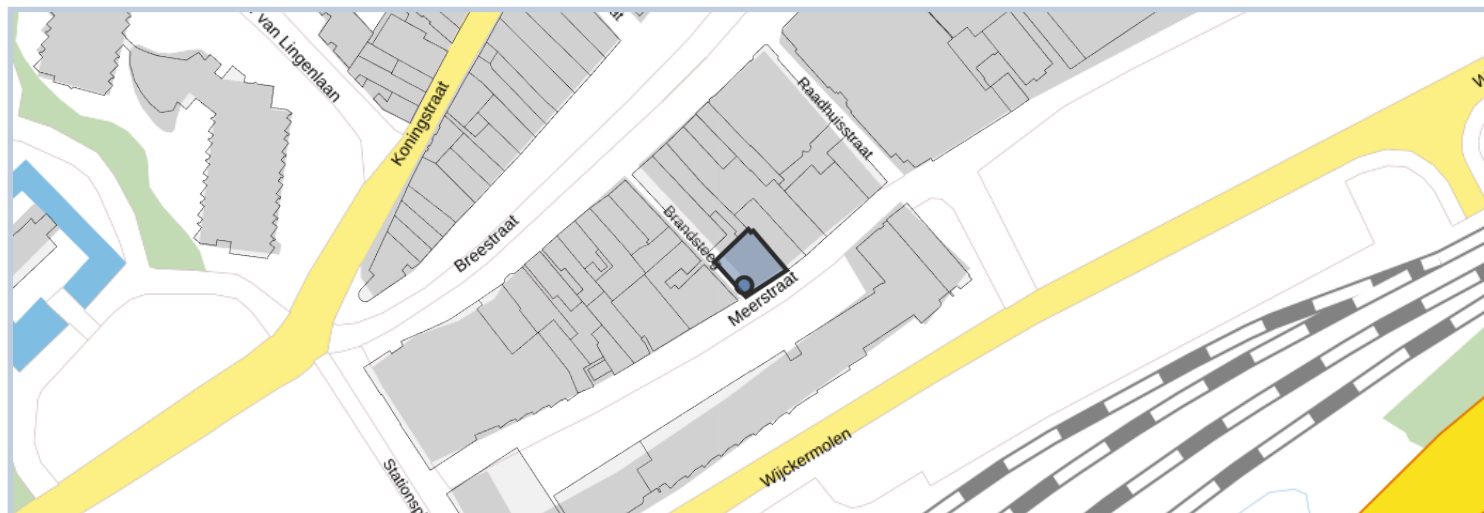 van Lingenlaan
Koningstraat
Raadhuisstraat
Breestraat
Brandsteeg
Meerstraat
Wijckermolen